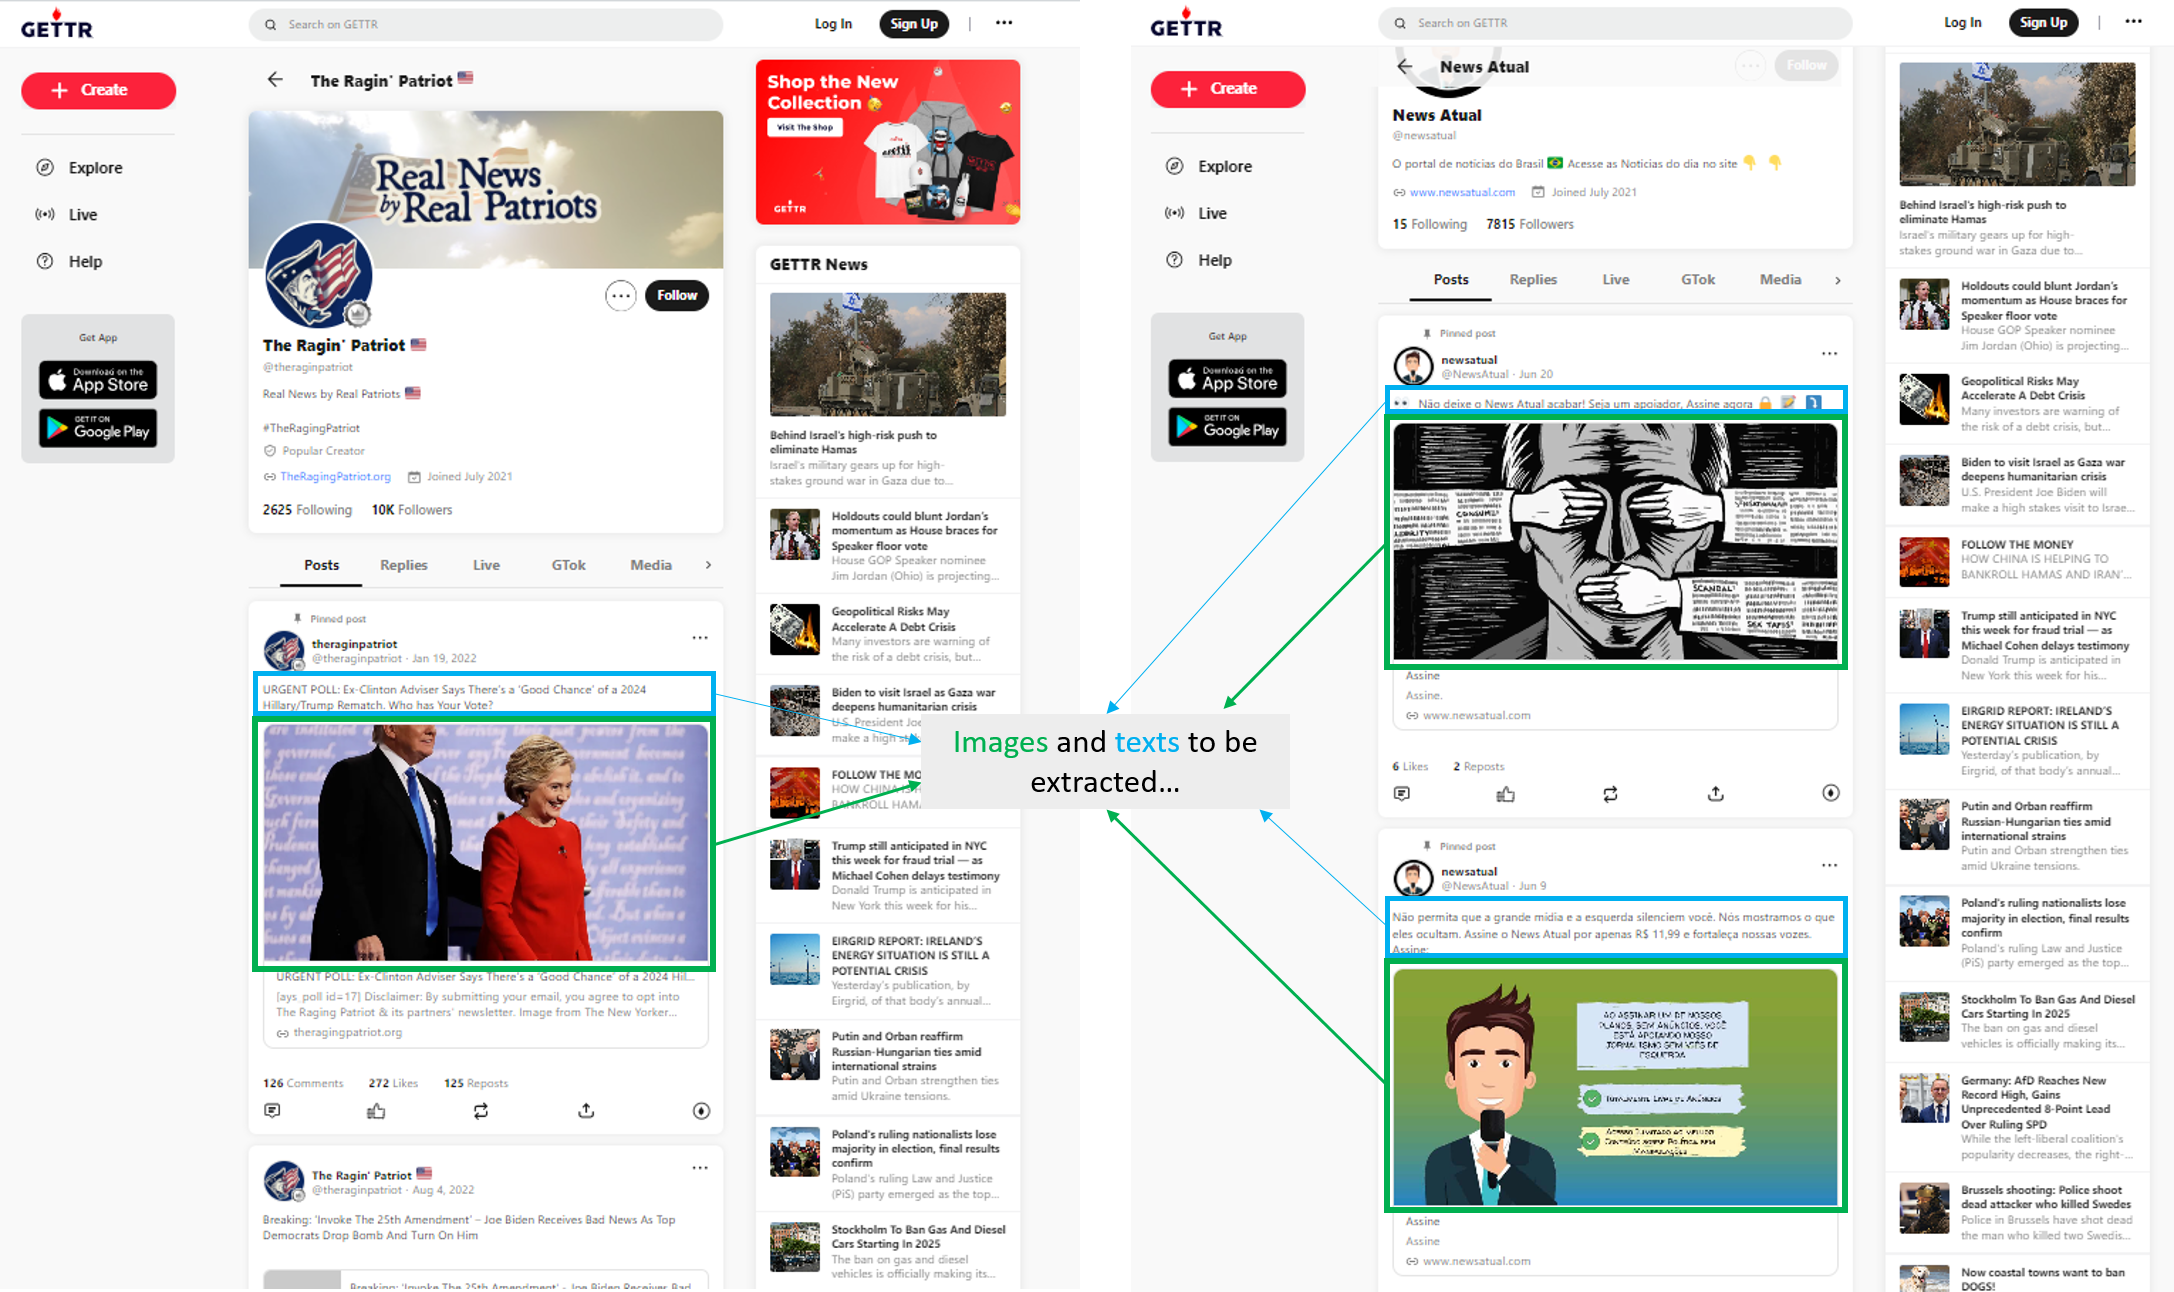 GETTR
Search on GETTR
Log In
Sign Up
Create
Explore
Live
Help
Get App
Download on the
App Store
GET IT ON
Google Play
The Ragin' Patriot
Real News
by Real Patriots
Follow
The Ragin' Patriot
@theraginpatriot
Real News by Real Patriots
#TheRagingPatriot
Popular Creator
TheRagingPatriot.org Joined July 2021
2625 Following 10K Followers
Posts Replies Live GTok Media
Pinned post
theraginpatriot
@theraginpatriot · Jan 19, 2022
URGENT POLL: Ex-Clinton Adviser Says There's a 'Good Chance' of a 2024
Hillary/Trump Rematch. Who has Your Vote?
URGENT POLL: Ex-Clinton Adviser Says There's a 'Good Chance' of a 2024 Hil...
[ays_poll id=17] Disclaimer: By submitting your email, you agree to opt into
The Raging Patriot & its partners' newsletter. Image from The New Yorker...
theragingpatriot.org
126 Comments 272 Likes 125 Reposts
The Ragin' Patriot
@theraginpatriot · Aug 4, 2022
Breaking: 'Invoke The 25th Amendment' – Joe Biden Receives Bad News As Top
Democrats Drop Bomb And Turn On Him
Breaking: 'Invoke The 25th Amendment' – Joe Biden Receives Bad
Shop the New
Collection
Visit The Shop
GETTR
GETTR News
Behind Israel's high-risk push to
eliminate Hamas
Israel's military gears up for high-
stakes ground war in Gaza due to...
Holdouts could blunt Jordan's
momentum as House braces for
Speaker floor vote
House GOP Speaker nominee
Jim Jordan (Ohio) is projecting...
Geopolitical Risks May
Accelerate A Debt Crisis
Many investors are warning of
the risk of a debt crisis, but...
Biden to visit Israel as Gaza war
deepens humanitarian crisis
U.S. President Joe
make a high
FOLLOW THE MO
HOW CHINA IS H
BANKROLL HAMA
Trump still anticipated in NYC
this week for fraud trial — as
Michael Cohen delays testimony
Donald Trump is anticipated in
New York this week for his...
EIRGRID REPORT: IRELAND'S
ENERGY SITUATION IS STILL A
POTENTIAL CRISIS
Yesterday's publication, by
Eirgrid, of that body's annual...
Putin and Orban reaffirm
Russian-Hungarian ties amid
international strains
Putin and Orban strengthen ties
amid Ukraine tensions.
Poland's ruling nationalists lose
majority in election, final results
confirm
Poland's ruling Law and Justice
(PiS) party emerged as the top...
Stockholm To Ban Gas And Diesel
Cars Starting In 2025
The ban on gas and diesel
vehicles is officially making its...
Images and texts to be
extracted...
GETTR
Search on GETTR
Log In
Sign Up
Create
Explore
Live
Help
Get App
Download on the
App Store
GET IT ON
Google Play
News Atual
Follow
News Atual
@newsatual
O portal de notícias do Brasil Acesse as Notícias do dia no site
www.newsatual.com Joined July 2021
15 Following 7815 Followers
Posts Replies Live GTok Media
Pinned post
newsatual
@NewsAtual · Jun 20
Não deixe o News Atual acabar! Seja um apoiador, Assine agora
SCANDAL!
SEX TAPES!
Assine
Assine.
www.newsatual.com
6 Likes 2 Reposts
Pinned post
newsatual
@NewsAtual · Jun 9
Não permita que a grande mídia e a esquerda silenciem você. Nós mostramos o que
eles ocultam. Assine o News Atual por apenas R$ 11,99 e fortaleça nossas vozes.
Assine:
AO ASSINAR UM DE NOSSOS
PLANOS, SEM ANÚNCIOS, VOCÊ
ESTÁ APOIANDO NOSSO
JORNALISMO SEM VIÉS DE
ESQUERDA
TOTALMENTE LIVRE DE ANÚNCIOS
ACESSO ILIMITADO AO MELHOR
CONTEÚDO SOBRE POLÍTICA SEM
MANIPULAÇÕES
Assine
Assine
www.newsatual.com
Behind Israel's high-risk push to
eliminate Hamas
Israel's military gears up for high-
stakes ground war in Gaza due to...
Holdouts could blunt Jordan's
momentum as House braces for
Speaker floor vote
House GOP Speaker nominee
Jim Jordan (Ohio) is projecting...
Geopolitical Risks May
Accelerate A Debt Crisis
Many investors are warning of
the risk of a debt crisis, but...
Biden to visit Israel as Gaza war
deepens humanitarian crisis
U.S. President Joe Biden will
make a high stakes visit to Israe...
FOLLOW THE MONEY
HOW CHINA IS HELPING TO
BANKROLL HAMAS AND IRAN'...
Trump still anticipated in NYC
this week for fraud trial — as
Michael Cohen delays testimony
Donald Trump is anticipated in
New York this week for his...
EIRGRID REPORT: IRELAND'S
ENERGY SITUATION IS STILL A
POTENTIAL CRISIS
Yesterday's publication, by
Eirgrid, of that body's annual...
Putin and Orban reaffirm
Russian-Hungarian ties amid
international strains
Putin and Orban strengthen ties
amid Ukraine tensions.
Poland's ruling nationalists lose
majority in election, final results
confirm
Poland's ruling Law and Justice
(PiS) party emerged as the top...
Stockholm To Ban Gas And Diesel
Cars Starting In 2025
The ban on gas and diesel
vehicles is officially making its...
Germany: AfD Reaches New
Record High, Gains
Unprecedented 8-Point Lead
Over Ruling SPD
While the left-liberal coalition's
popularity decreases, the right-...
Brussels shooting: Police shoot
dead attacker who killed Swedes
Police in Brussels have shot dead
the man who killed two Swedis...
Now coastal towns want to ban
DOGS!